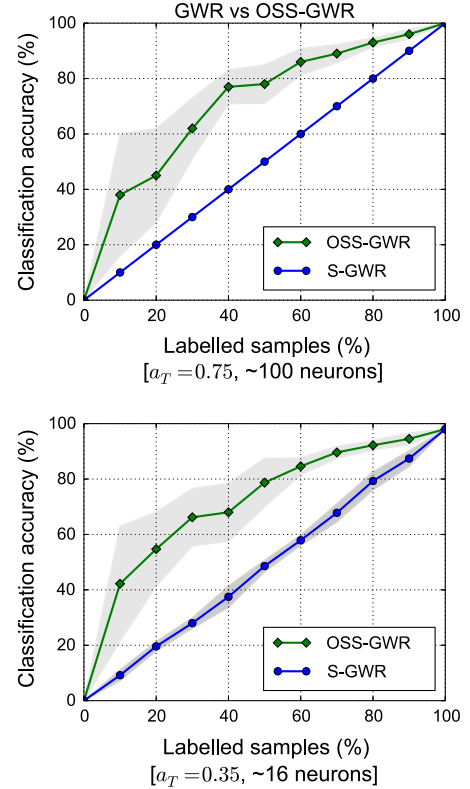 GWR vs OSS-GWR
Classification accuracy (%)
100
80
60
40
20
0
OSS-GWR
S-GWR
0 20 40 60 80 100
Labelled samples (%)
[a_T = 0.75, ~100 neurons]
Classification accuracy (%)
100
80
60
40
20
0
OSS-GWR
S-GWR
0 20 40 60 80 100
Labelled samples (%)
[a_T = 0.35, ~16 neurons]